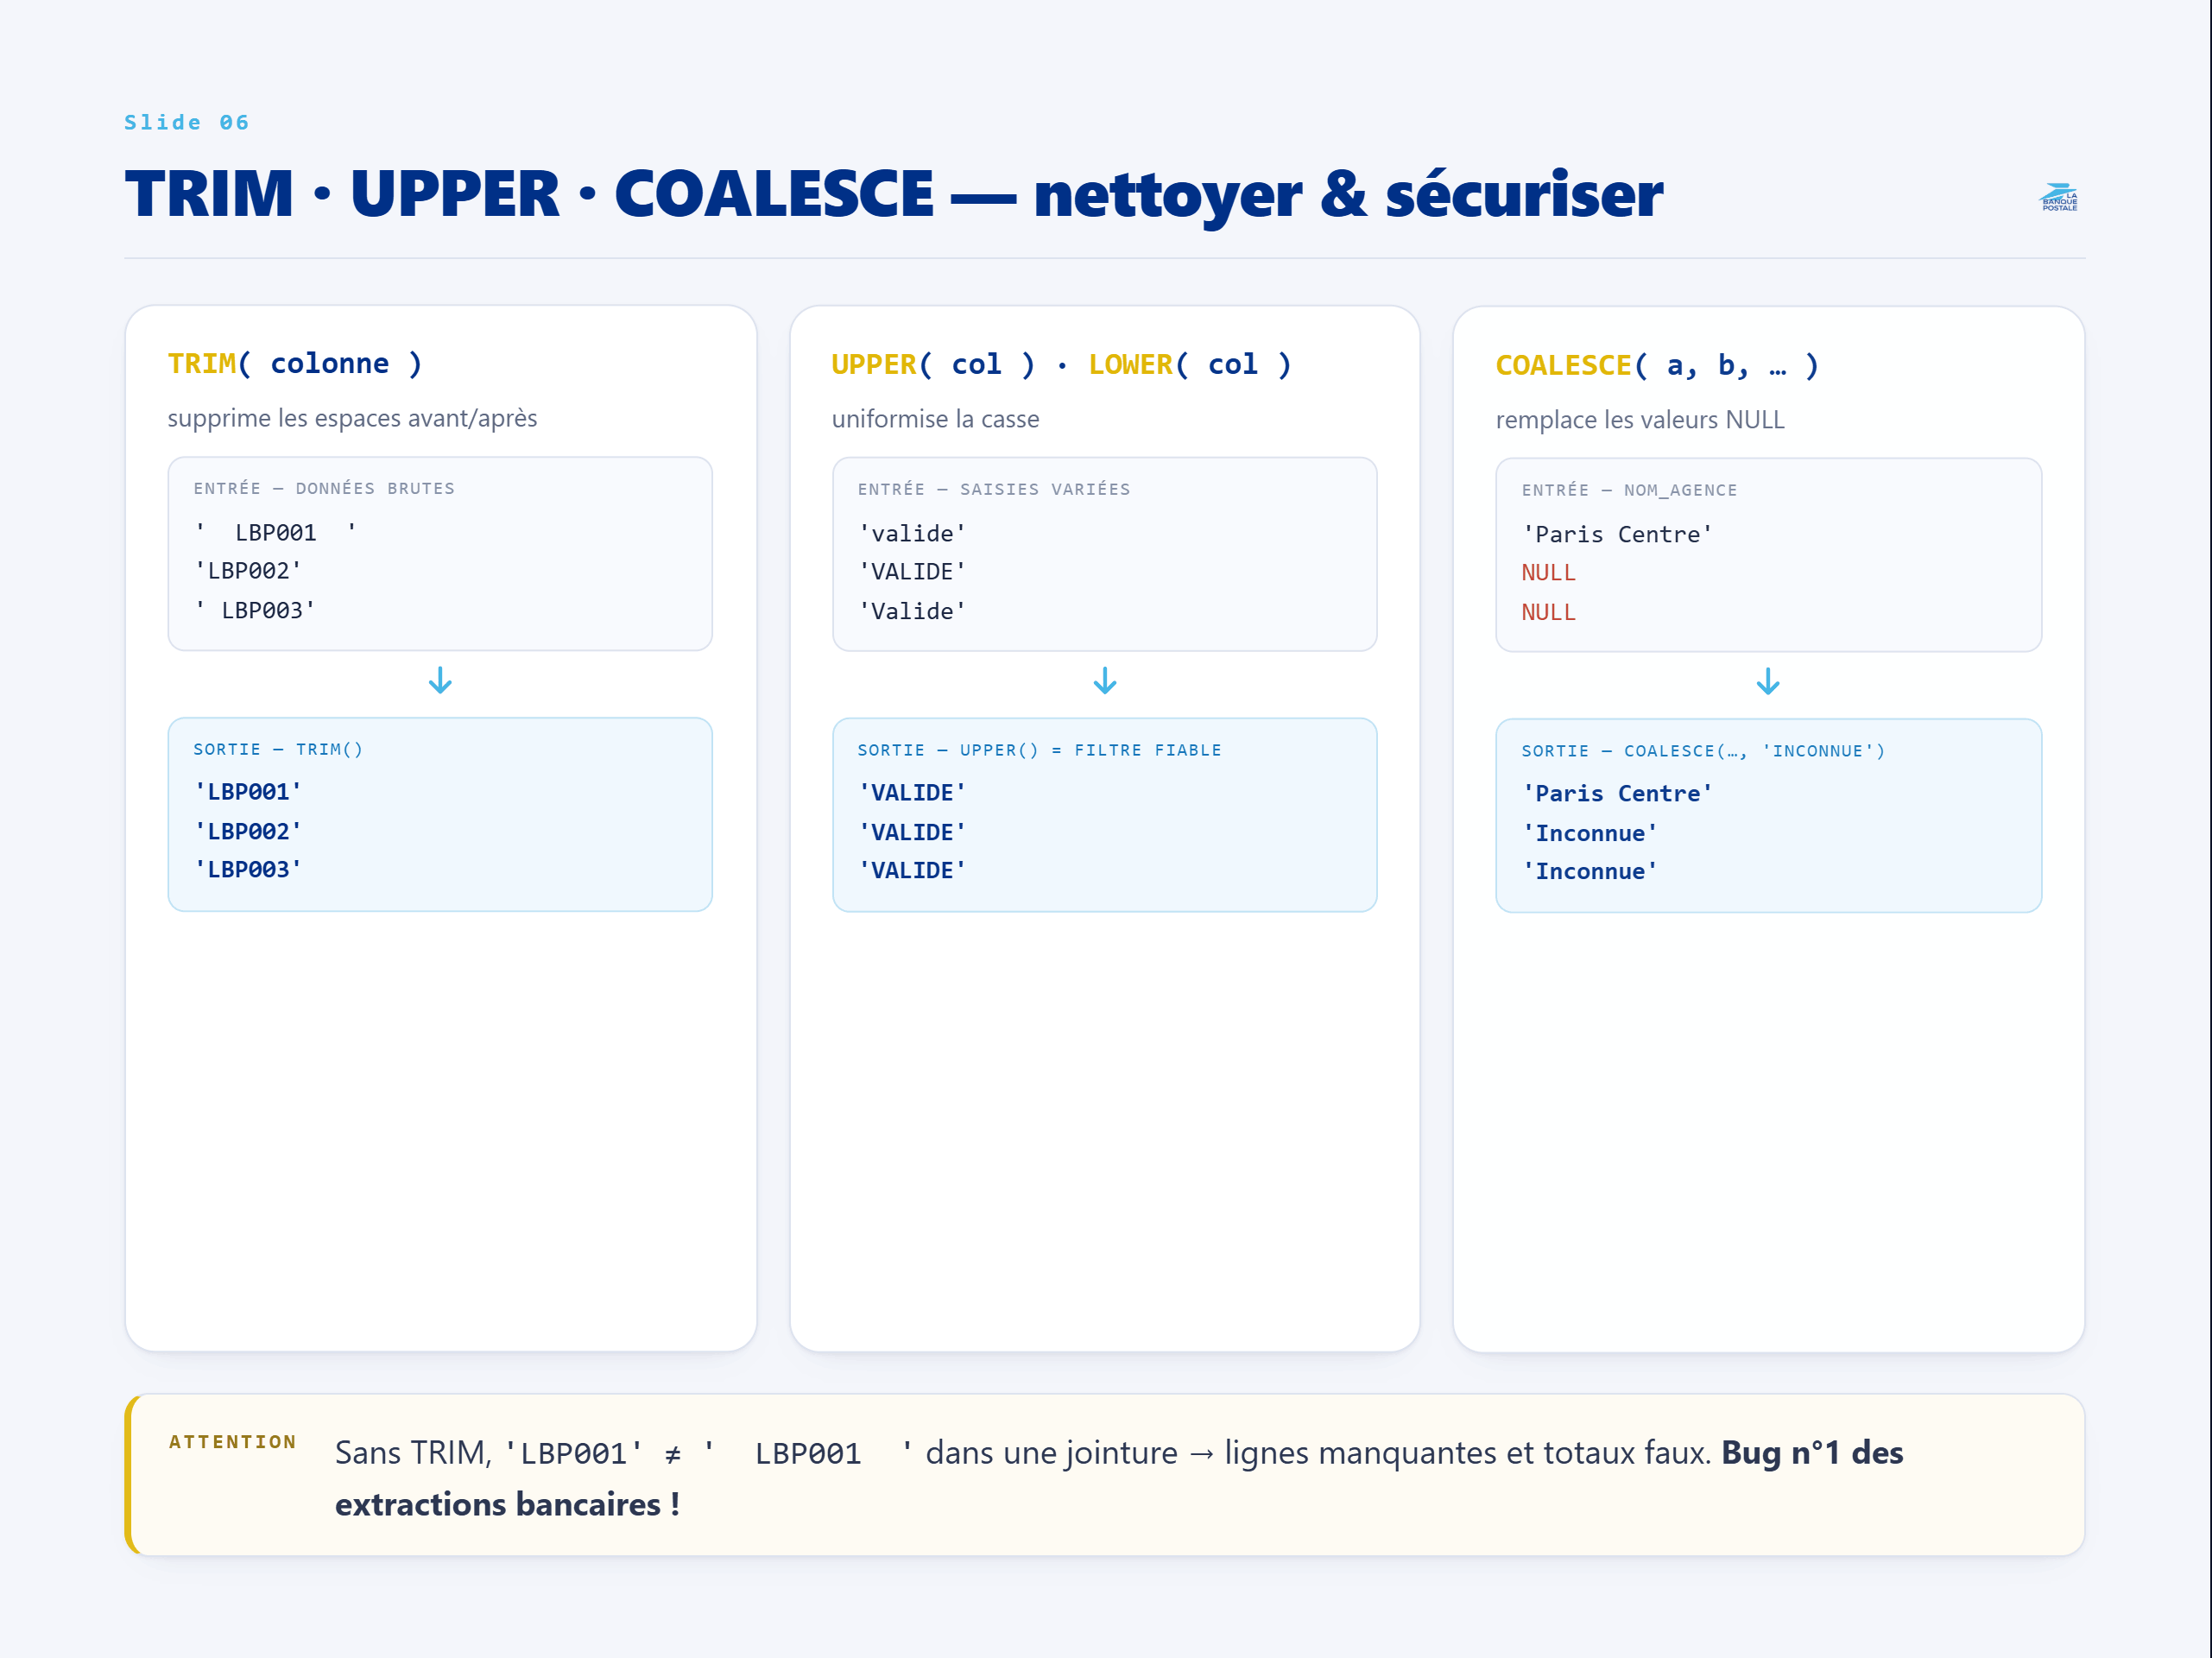 Slide 06
TRIM · UPPER · COALESCE — nettoyer & sécuriser
LA
BANQUE
POSTALE
TRIM( colonne )
supprime les espaces avant/après
ENTRÉE — DONNÉES BRUTES
'  LBP001  '
'LBP002'
' LBP003'
↓
SORTIE — TRIM()
'LBP001'
'LBP002'
'LBP003'
UPPER( col ) · LOWER( col )
uniformise la casse
ENTRÉE — SAISIES VARIÉES
'valide'
'VALIDE'
'Valide'
↓
SORTIE — UPPER() = FILTRE FIABLE
'VALIDE'
'VALIDE'
'VALIDE'
COALESCE( a, b, … )
remplace les valeurs NULL
ENTRÉE — NOM_AGENCE
'Paris Centre'
NULL
NULL
↓
SORTIE — COALESCE(…, 'INCONNUE')
'Paris Centre'
'Inconnue'
'Inconnue'
ATTENTION
Sans TRIM, 'LBP001' ≠ '  LBP001  ' dans une jointure → lignes manquantes et totaux faux. Bug n°1 des
extractions bancaires !